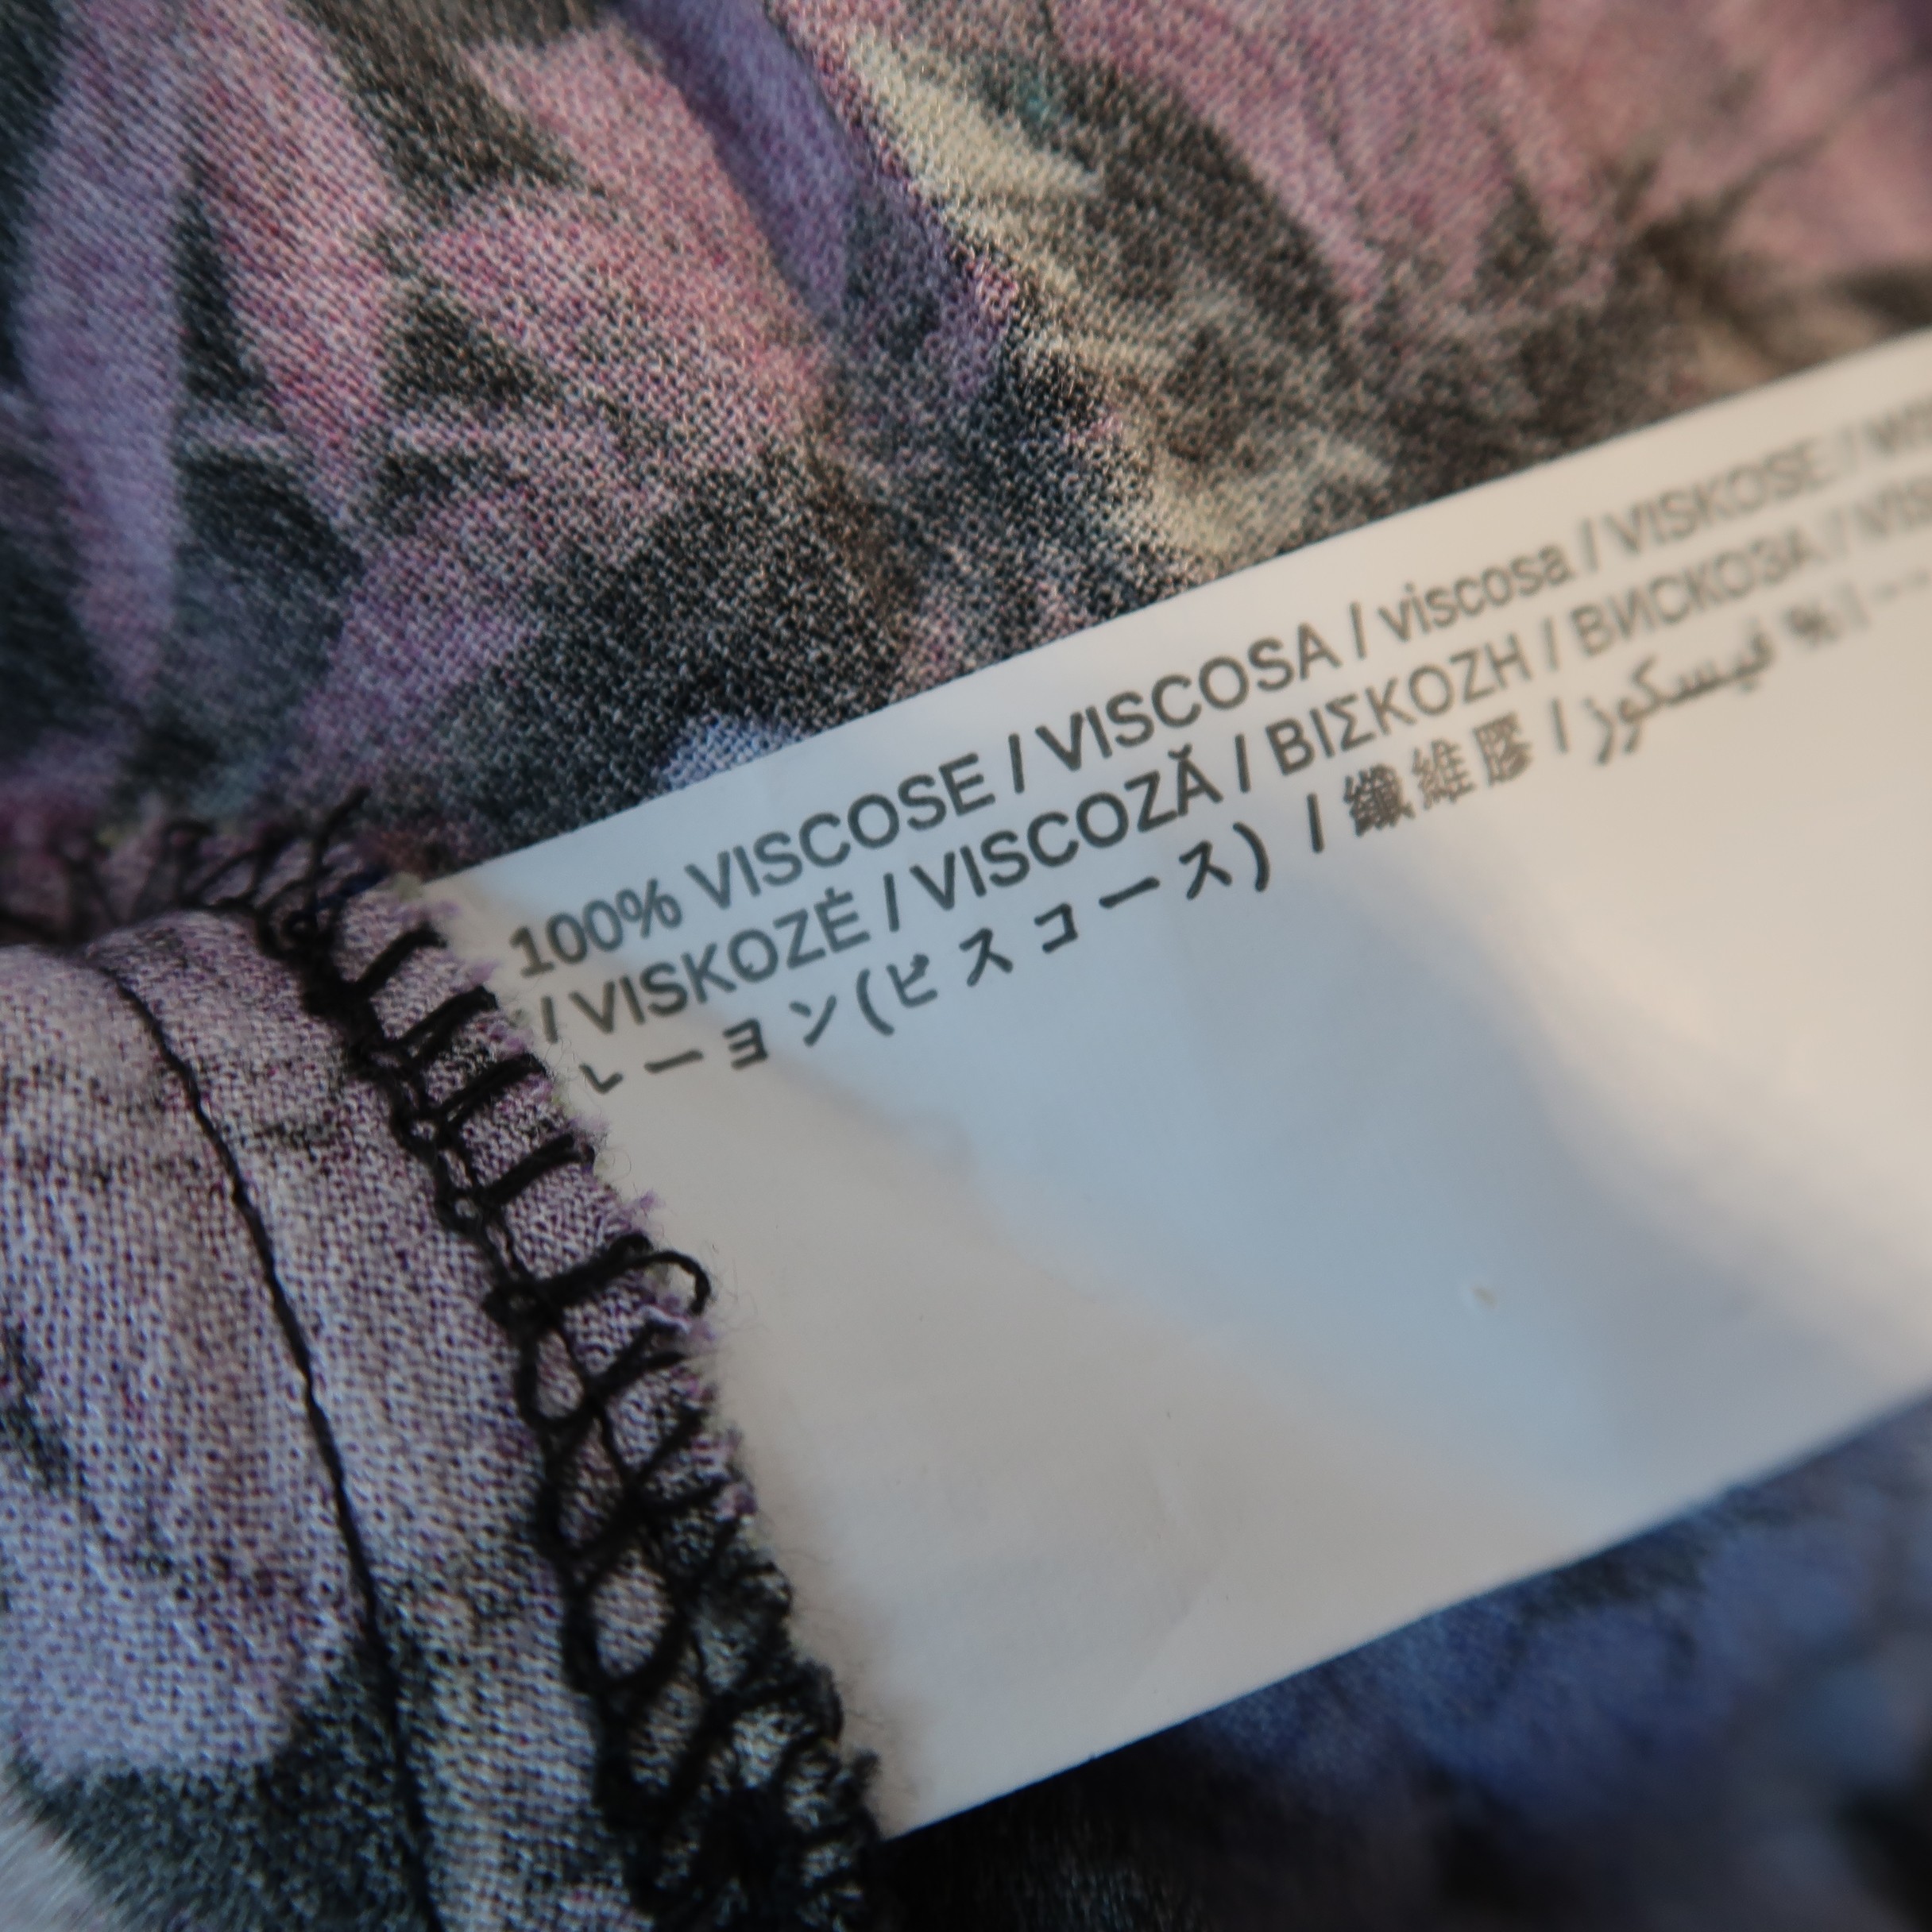 100% VISCOSE / VISCOSA / viscosa / VISKOSE /
/ VISKOZĖ / VISCOZĂ / ΒΙΣΚΟΖΗ / ВИСКОЗА /
レーヨン(ビスコース) / 纖維膠 / فيسكوز %